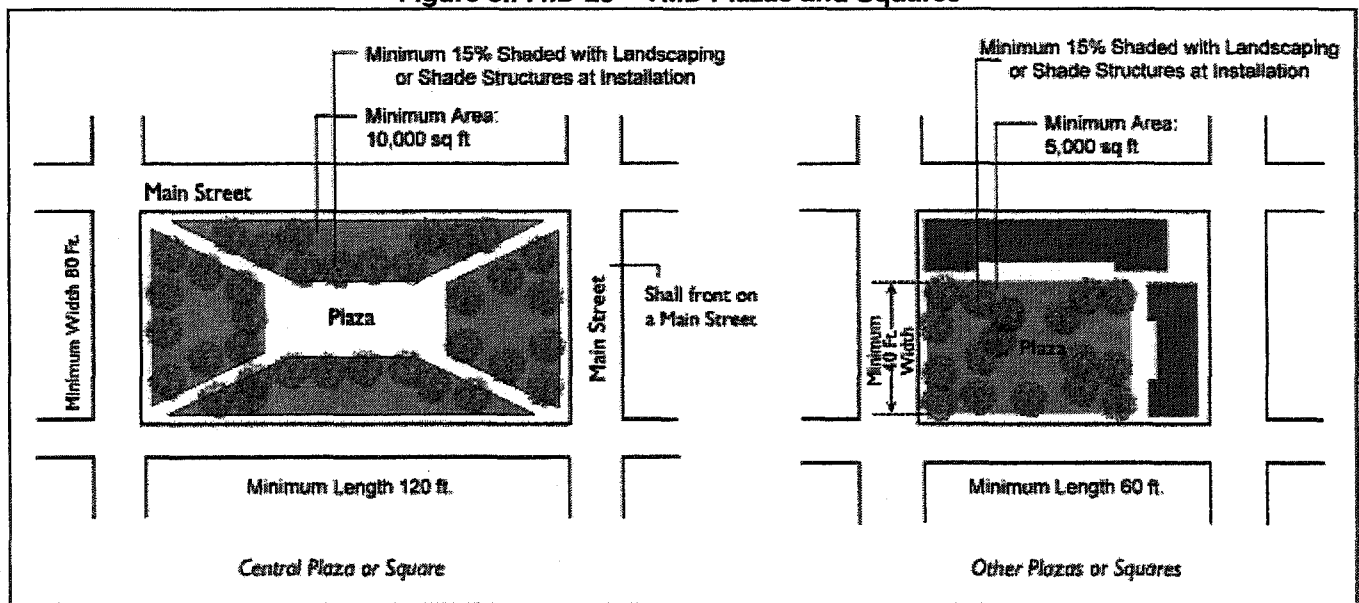 Minimum 15% Shaded with Landscaping
or Shade Structures at Installation
Minimum Area:
10,000 sq ft
Main Street
Minimum Width 80 Ft.
Plaza
Main Street
Shall front on
a Main Street
Minimum Length 120 ft.
Central Plaza or Square
Minimum 15% Shaded with Landscaping
or Shade Structures at Installation
Minimum Area:
5,000 sq ft
Minimum
40 Ft.
Width
Plaza
Minimum Length 60 ft.
Other Plazas or Squares